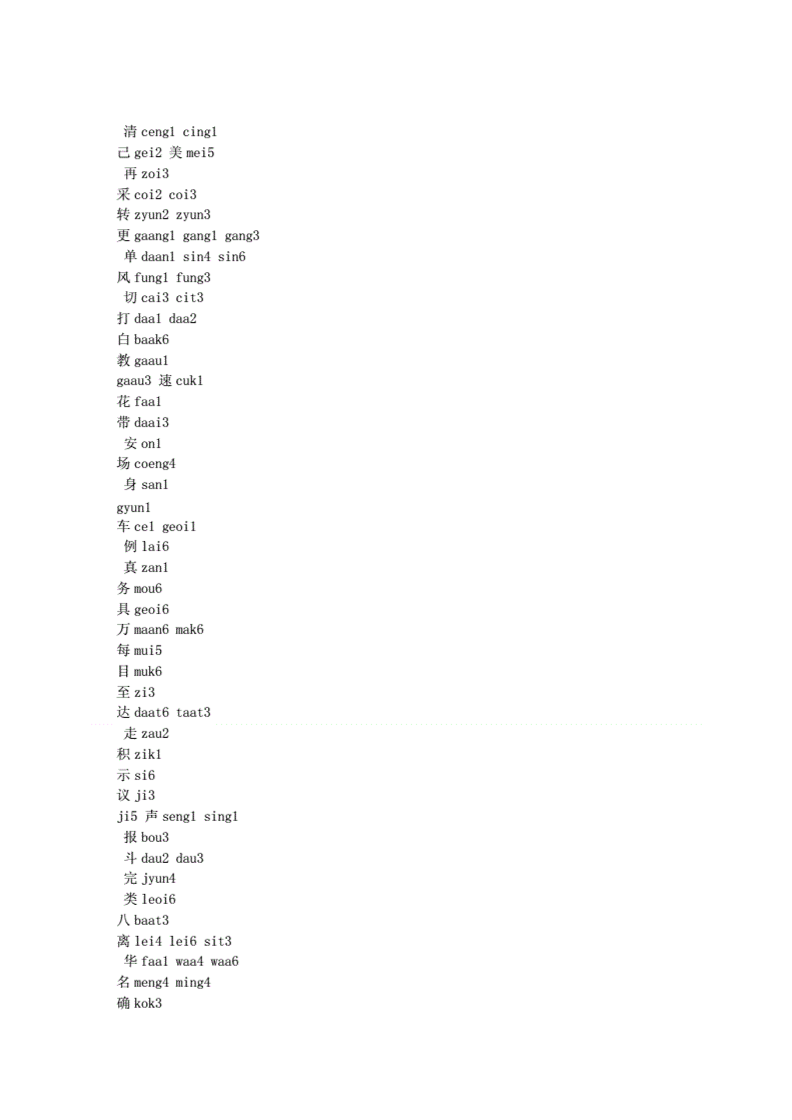 清 ceng1 cing1
己 gei2 美 mei5
再 zoi3
采 coi2 coi3
转 zyun2 zyun3
更 gaang1 gang1 gang3
单 daan1 sin4 sin6
风 fung1 fung3
切 cai3 cit3
打 daa1 daa2
白 baak6
教 gaau1
gaau3 速 cuk1
花 faa1
带 daai3
安 on1
场 coeng4
身 san1
gyun1
车 ce1 geoi1
例 lai6
真 zan1
务 mou6
具 geoi6
万 maan6 mak6
每 mui5
目 muk6
至 zi3
达 daat6 taat3
走 zau2
积 zik1
示 si6
议 ji3
ji5 声 seng1 sing1
报 bou3
斗 dau2 dau3
完 jyun4
类 leoi6
八 baat3
离 lei4 lei6 sit3
华 faa1 waa4 waa6
名 meng4 ming4
确 kok3